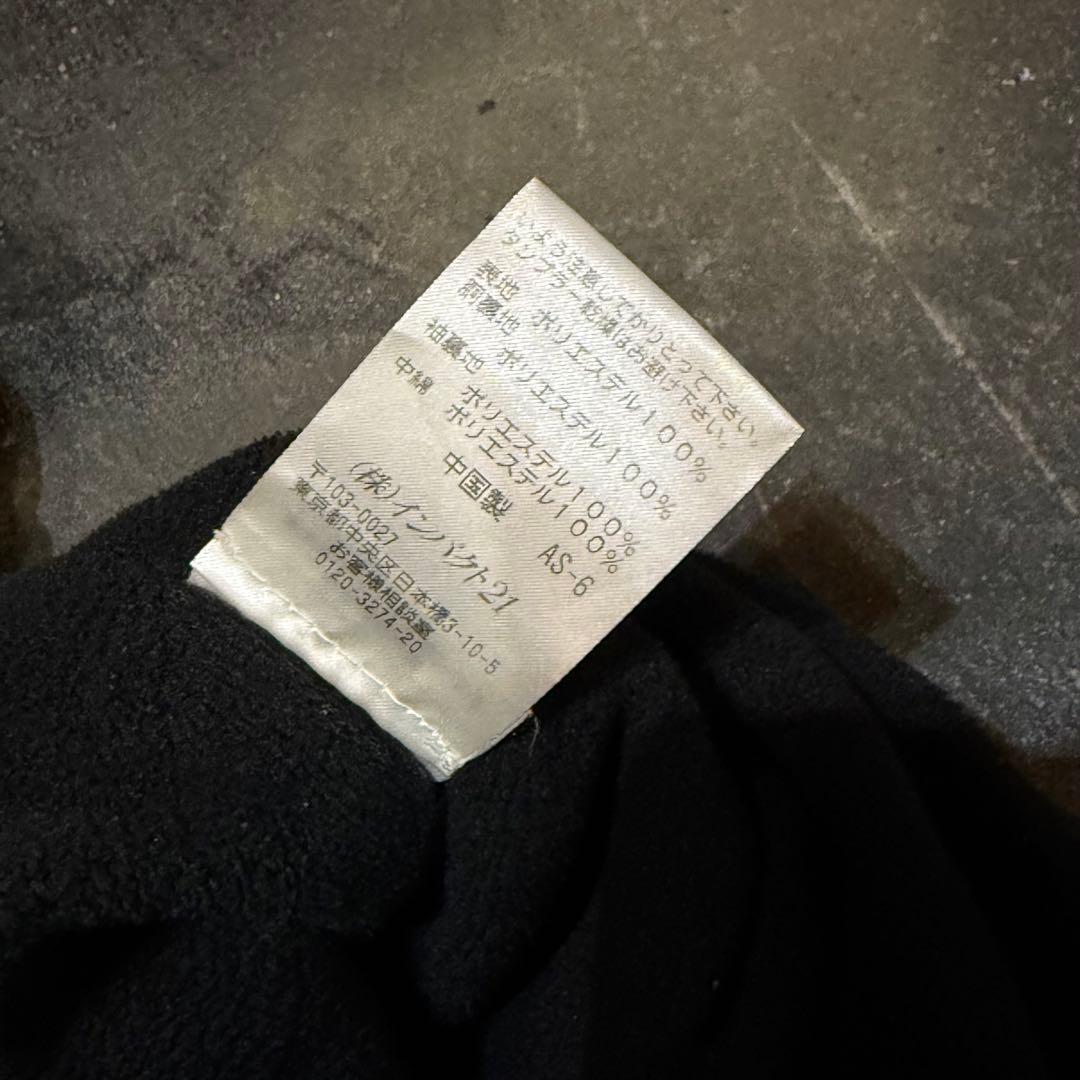 いよう注意してかりとって下さい。
タンブラー乾燥はお避け下さい。
表地 ポリエステル100%
胴裏地 ポリエステル100%
袖裏地 ポリエステル100%
中綿 ポリエステル100%
中国製 AS-6
(株)インパクト21
〒103-0027
東京都中央区日本橋3-10-5
お客様相談室
0120-3274-20